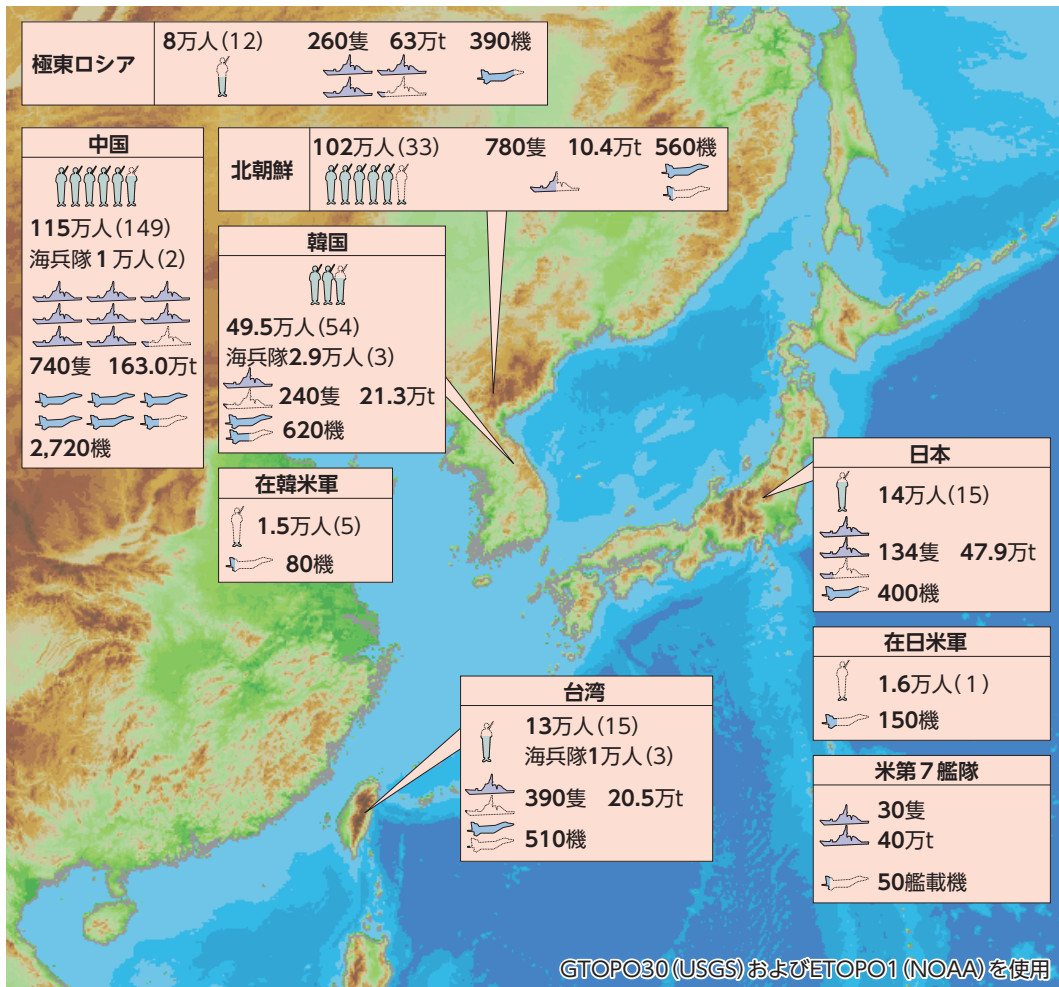 極東ロシア
8万人(12) 260隻 63万t 390機
中国
115万人(149)
海兵隊1万人(2)
740隻 163.0万t
2,720機
北朝鮮
102万人(33) 780隻 10.4万t 560機
韓国
49.5万人(54)
海兵隊2.9万人(3)
240隻 21.3万t
620機
在韓米軍
1.5万人(5)
80機
日本
14万人(15)
134隻 47.9万t
400機
在日米軍
1.6万人(1)
150機
台湾
13万人(15)
海兵隊1万人(3)
390隻 20.5万t
510機
米第7艦隊
30隻
40万t
50艦載機
GTOPO30(USGS)およびETOPO1(NOAA)を使用